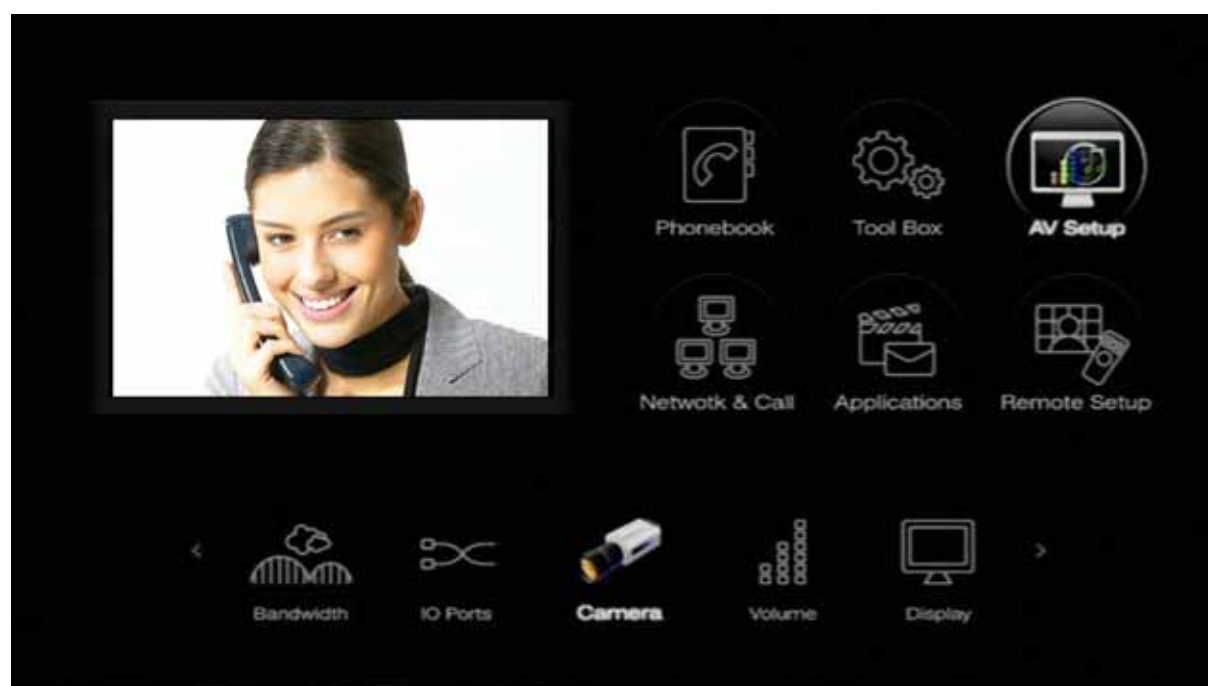 Phonebook Tool Box AV Setup
Netwotk & Call Applications Remote Setup
Bandwidth IO Ports Camera Volume Display